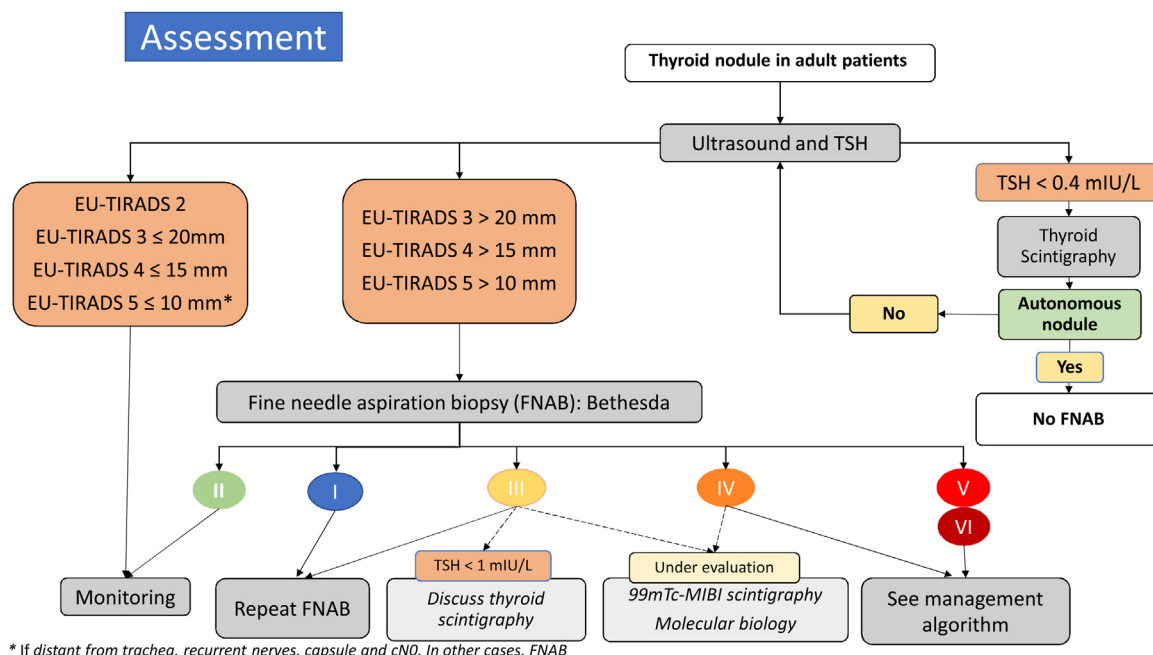 Assessment
Thyroid nodule in adult patients
Ultrasound and TSH
EU-TIRADS 2
EU-TIRADS 3 ≤ 20mm
EU-TIRADS 4 ≤ 15 mm
EU-TIRADS 5 ≤ 10 mm*
EU-TIRADS 3 > 20 mm
EU-TIRADS 4 > 15 mm
EU-TIRADS 5 > 10 mm
TSH < 0.4 mIU/L
Thyroid
Scintigraphy
Autonomous
nodule
No
Yes
No FNAB
Fine needle aspiration biopsy (FNAB): Bethesda
II
I
III
IV
V
VI
Monitoring
Repeat FNAB
TSH < 1 mIU/L
Discuss thyroid
scintigraphy
Under evaluation
99mTc-MIBI scintigraphy
Molecular biology
See management
algorithm
* If distant from trachea, recurrent nerves, capsule and cN0. In other cases, FNAB